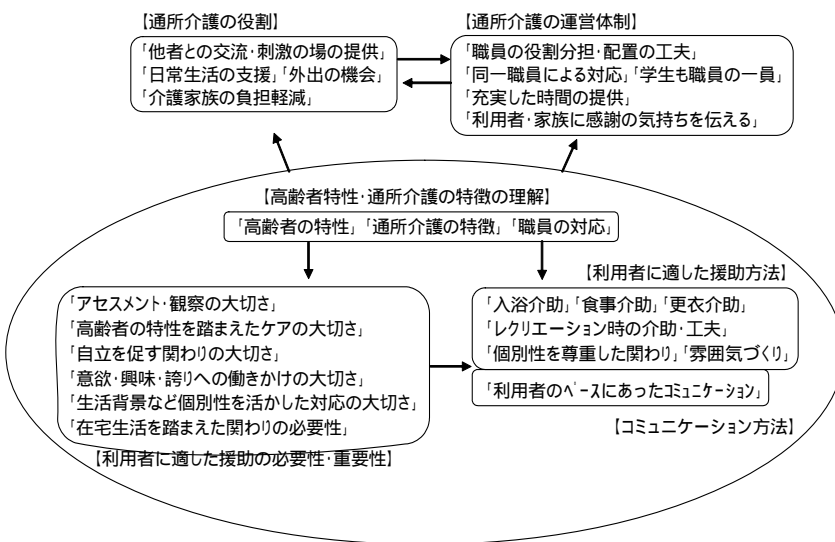 【通所介護の役割】
「他者との交流･刺激の場の提供」
「日常生活の支援」「外出の機会」
「介護家族の負担軽減」
【通所介護の運営体制】
「職員の役割分担･配置の工夫」
「同一職員による対応」「学生も職員の一員」
「充実した時間の提供」
「利用者･家族に感謝の気持ちを伝える」
【高齢者特性･通所介護の特徴の理解】
「高齢者の特性」「通所介護の特徴」「職員の対応」
「アセスメント･観察の大切さ」
「高齢者の特性を踏まえたケアの大切さ」
「自立を促す関わりの大切さ」
「意欲･興味･誇りへの働きかけの大切さ」
「生活背景など個別性を活かした対応の大切さ」
「在宅生活を踏まえた関わりの必要性」
【利用者に適した援助の必要性･重要性】
【利用者に適した援助方法】
「入浴介助」「食事介助」「更衣介助」
「レクリエーション時の介助･工夫」
「個別性を尊重した関わり」「雰囲気づくり」
「利用者のﾍﾟｰｽにあったｺﾐｭﾆｹｰｼｮﾝ」
【コミュニケーション方法】